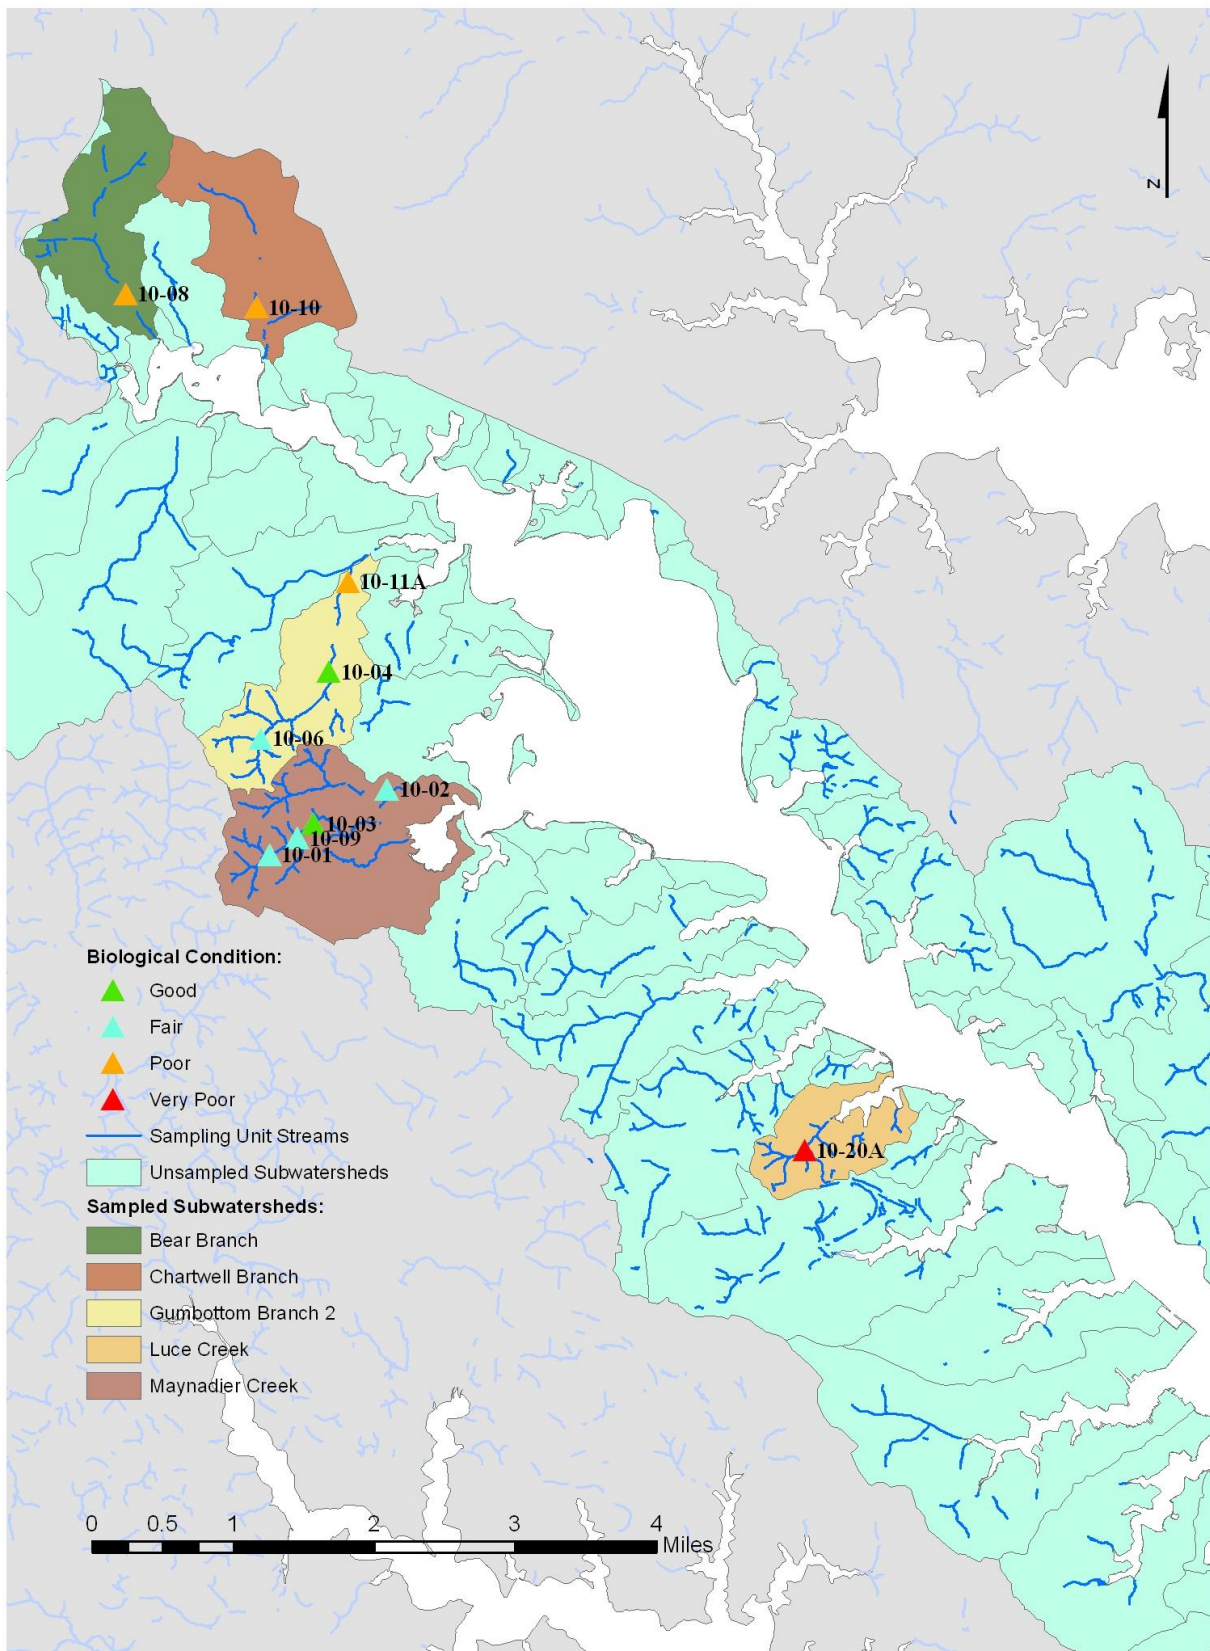 N
10-08
10-10
10-11A
10-04
10-06
10-02
10-03
10-09
10-01
Biological Condition:
Good
Fair
Poor
Very Poor
Sampling Unit Streams
Unsampled Subwatersheds
Sampled Subwatersheds:
Bear Branch
Chartwell Branch
Gumbottom Branch 2
Luce Creek
Maynadier Creek
10-20A
0 0.5 1 2 3 4
Miles